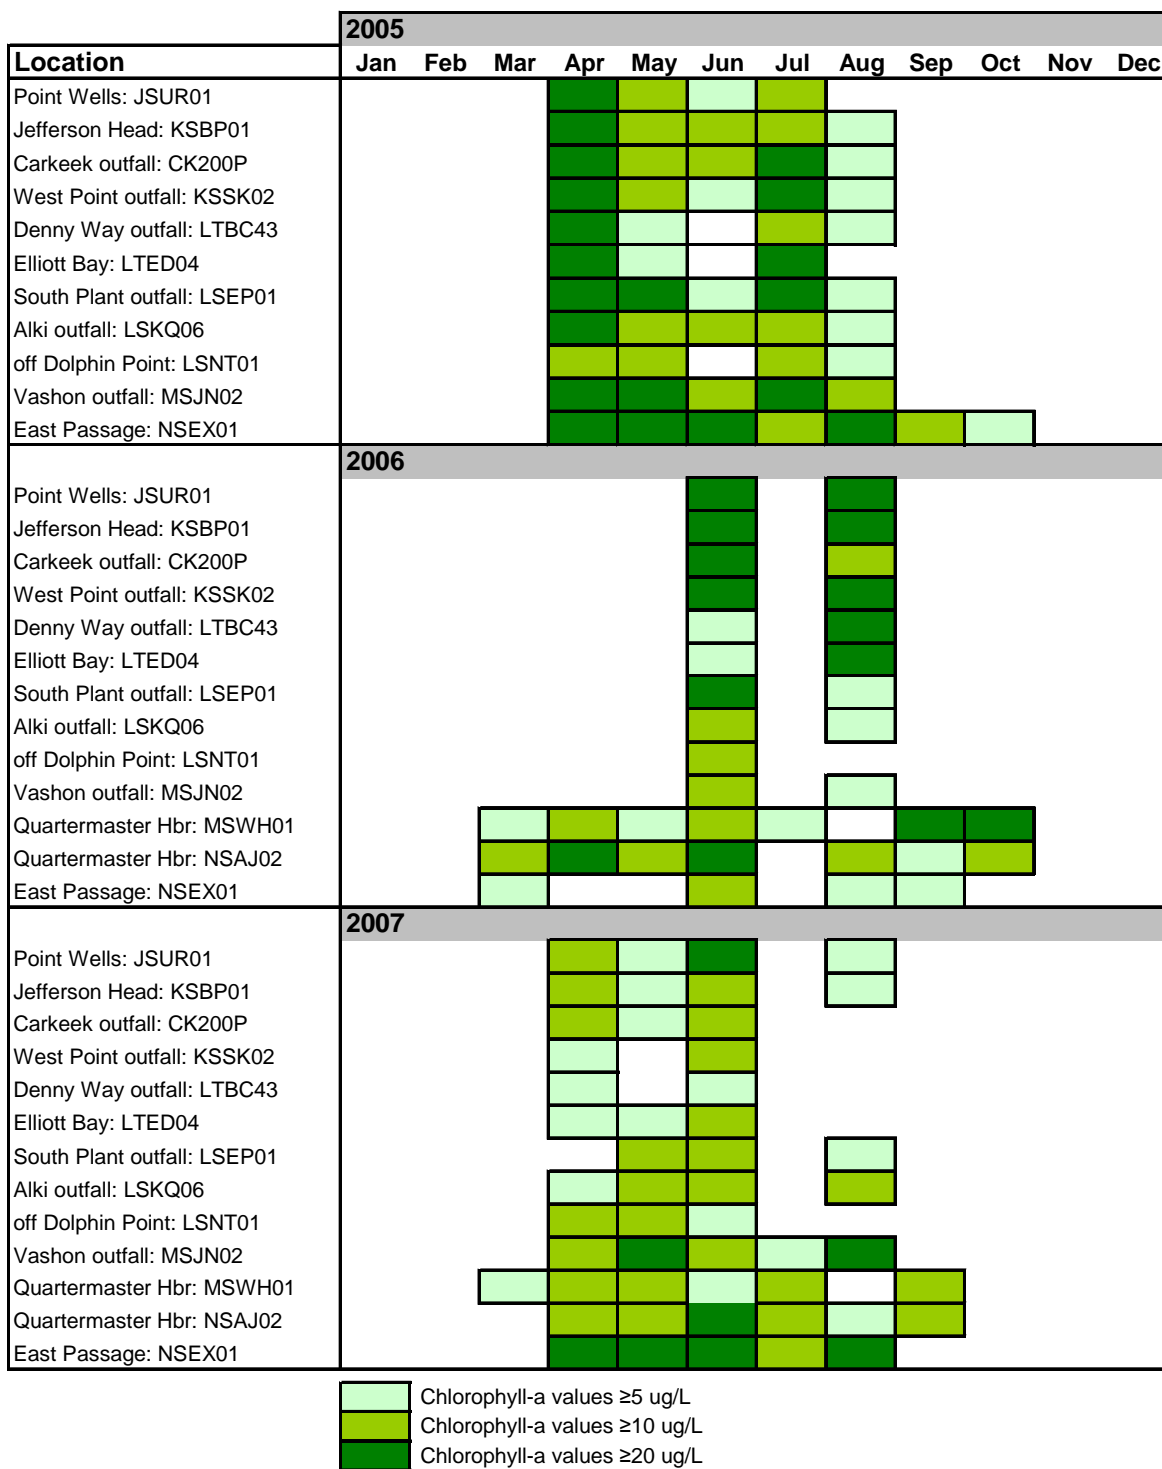 2005
Location Jan Feb Mar Apr May Jun Jul Aug Sep Oct Nov Dec
Point Wells: JSUR01
Jefferson Head: KSBP01
Carkeek outfall: CK200P
West Point outfall: KSSK02
Denny Way outfall: LTBC43
Elliott Bay: LTED04
South Plant outfall: LSEP01
Alki outfall: LSKQ06
off Dolphin Point: LSNT01
Vashon outfall: MSJN02
East Passage: NSEX01
2006
Point Wells: JSUR01
Jefferson Head: KSBP01
Carkeek outfall: CK200P
West Point outfall: KSSK02
Denny Way outfall: LTBC43
Elliott Bay: LTED04
South Plant outfall: LSEP01
Alki outfall: LSKQ06
off Dolphin Point: LSNT01
Vashon outfall: MSJN02
Quartermaster Hbr: MSWH01
Quartermaster Hbr: NSAJ02
East Passage: NSEX01
2007
Point Wells: JSUR01
Jefferson Head: KSBP01
Carkeek outfall: CK200P
West Point outfall: KSSK02
Denny Way outfall: LTBC43
Elliott Bay: LTED04
South Plant outfall: LSEP01
Alki outfall: LSKQ06
off Dolphin Point: LSNT01
Vashon outfall: MSJN02
Quartermaster Hbr: MSWH01
Quartermaster Hbr: NSAJ02
East Passage: NSEX01
Chlorophyll-a values ≥5 ug/L
Chlorophyll-a values ≥10 ug/L
Chlorophyll-a values ≥20 ug/L